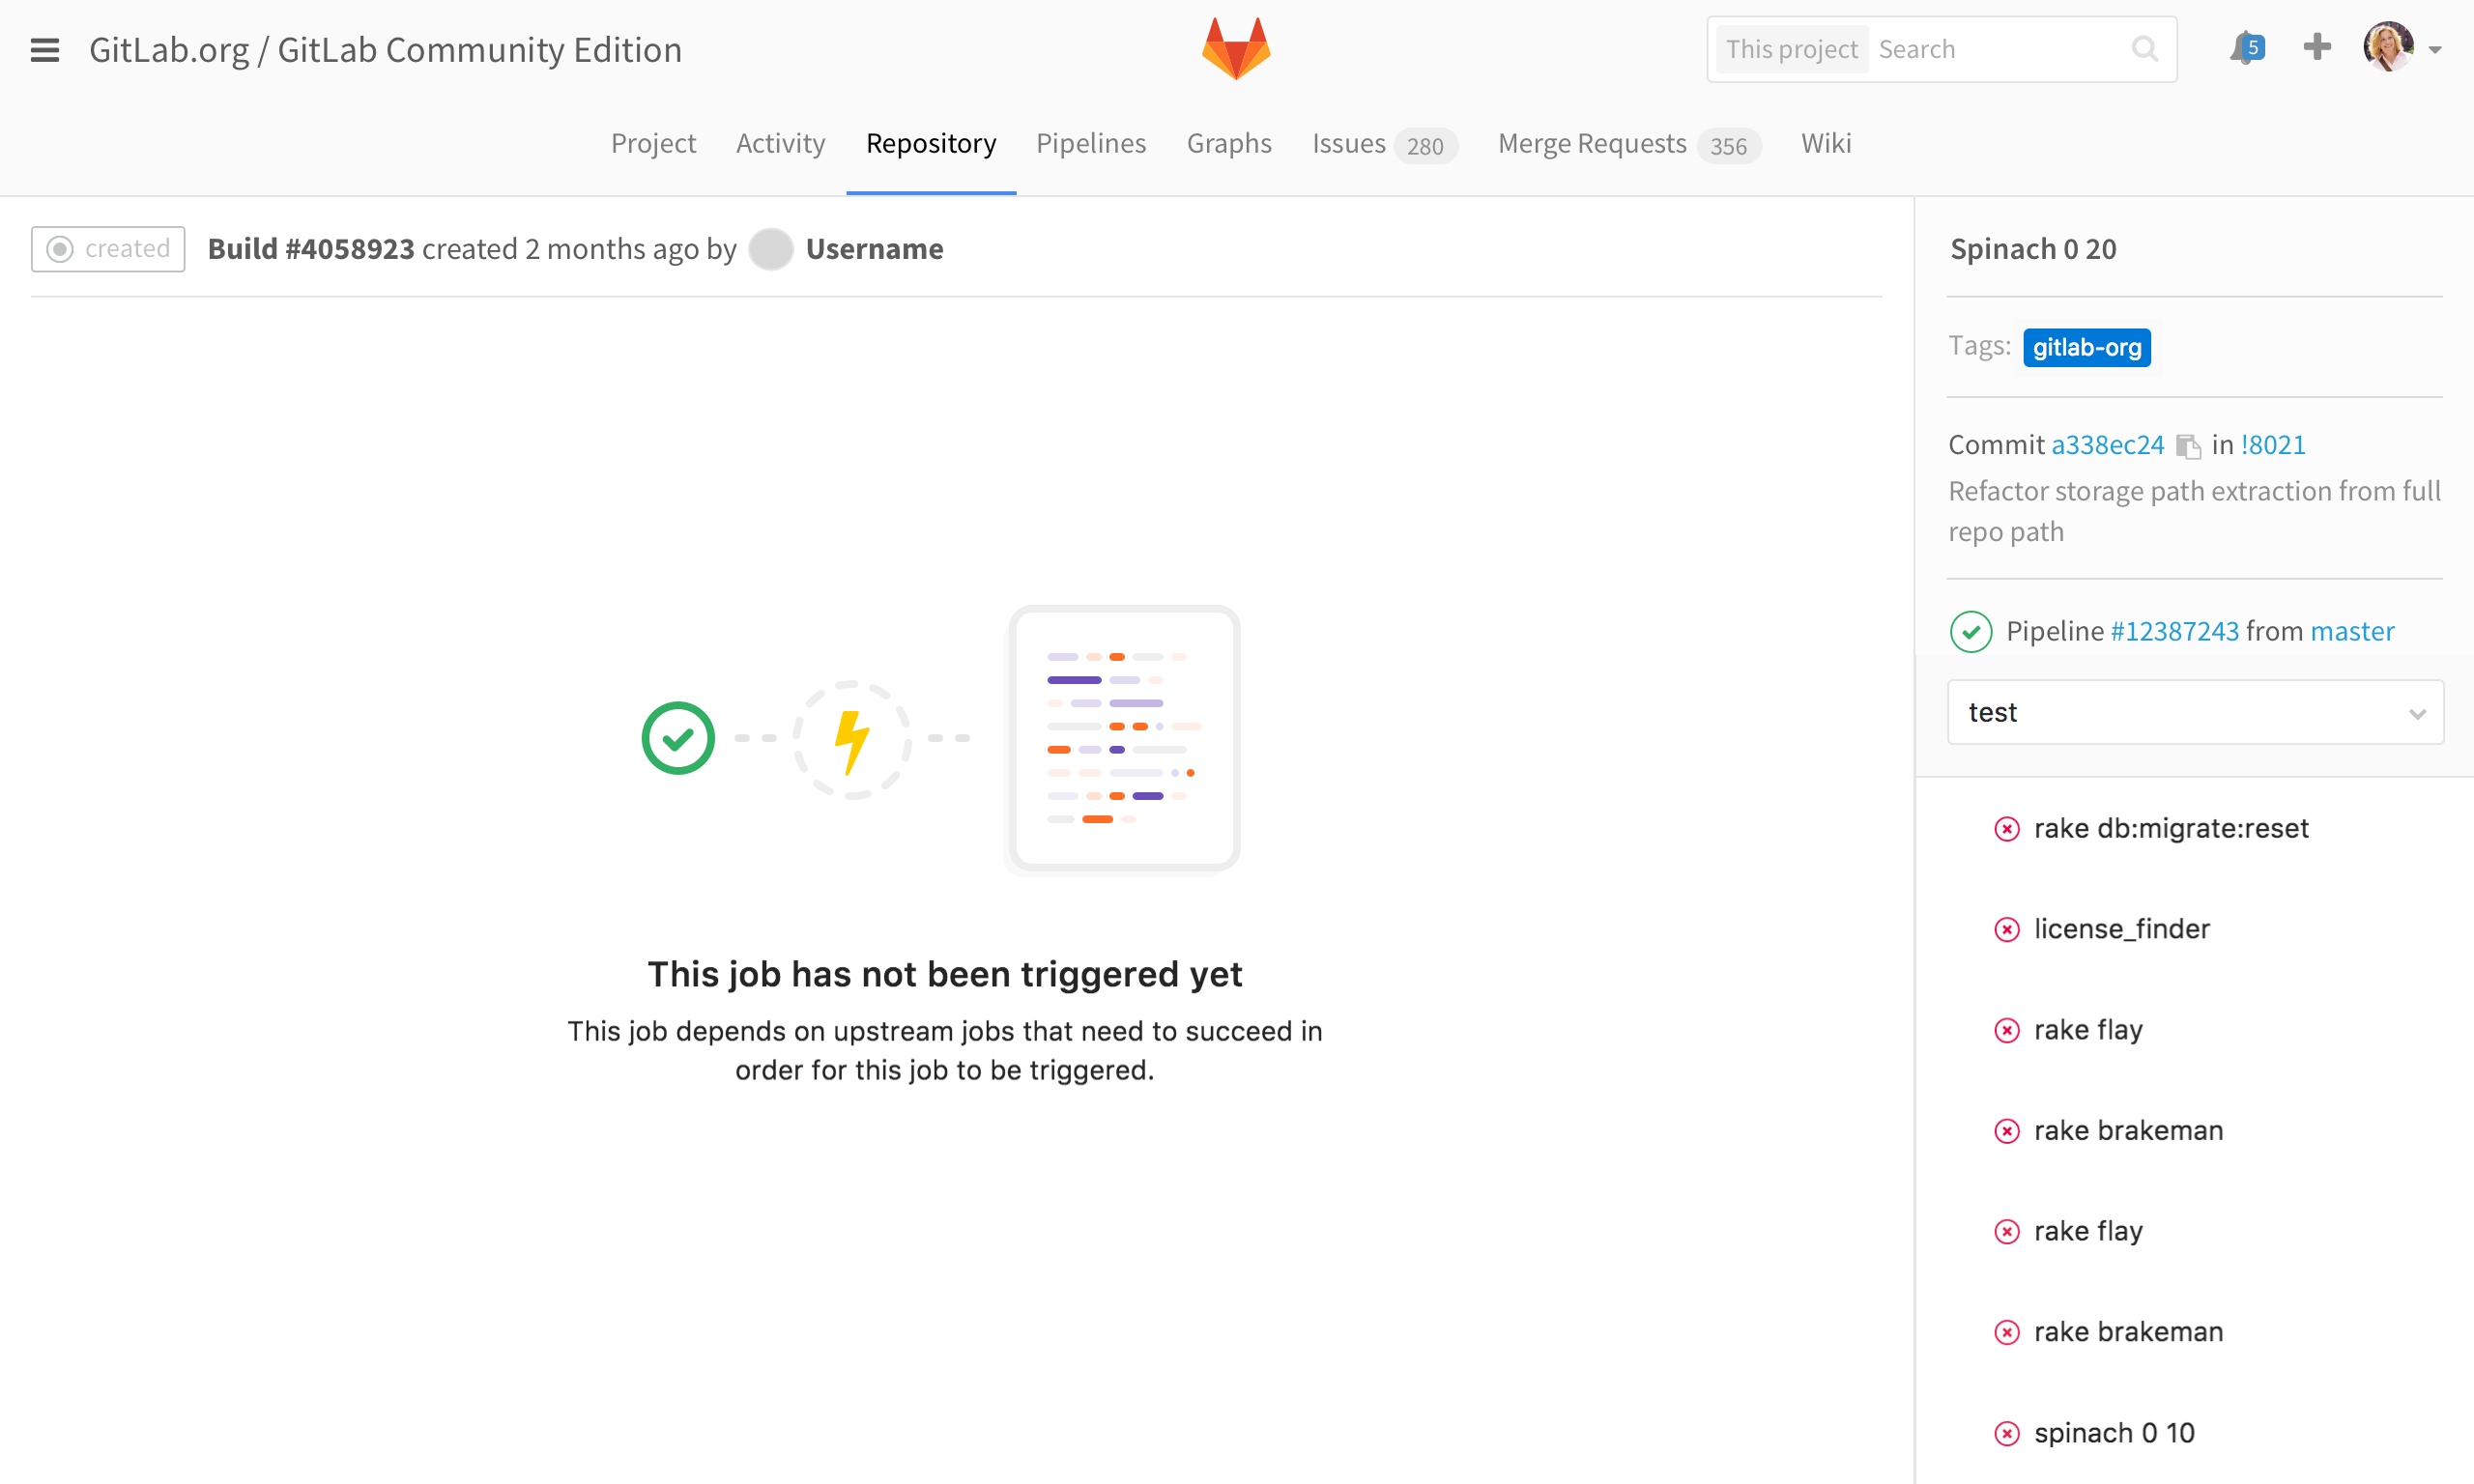 GitLab.org / GitLab Community Edition
This project Search
5
Project Activity Repository Pipelines Graphs Issues 280 Merge Requests 356 Wiki
created Build #4058923 created 2 months ago by Username
This job has not been triggered yet
This job depends on upstream jobs that need to succeed in
order for this job to be triggered.
Spinach 0 20
Tags: gitlab-org
Commit a338ec24 in !8021
Refactor storage path extraction from full
repo path
Pipeline #12387243 from master
test
rake db:migrate:reset
license_finder
rake flay
rake brakeman
rake flay
rake brakeman
spinach 0 10